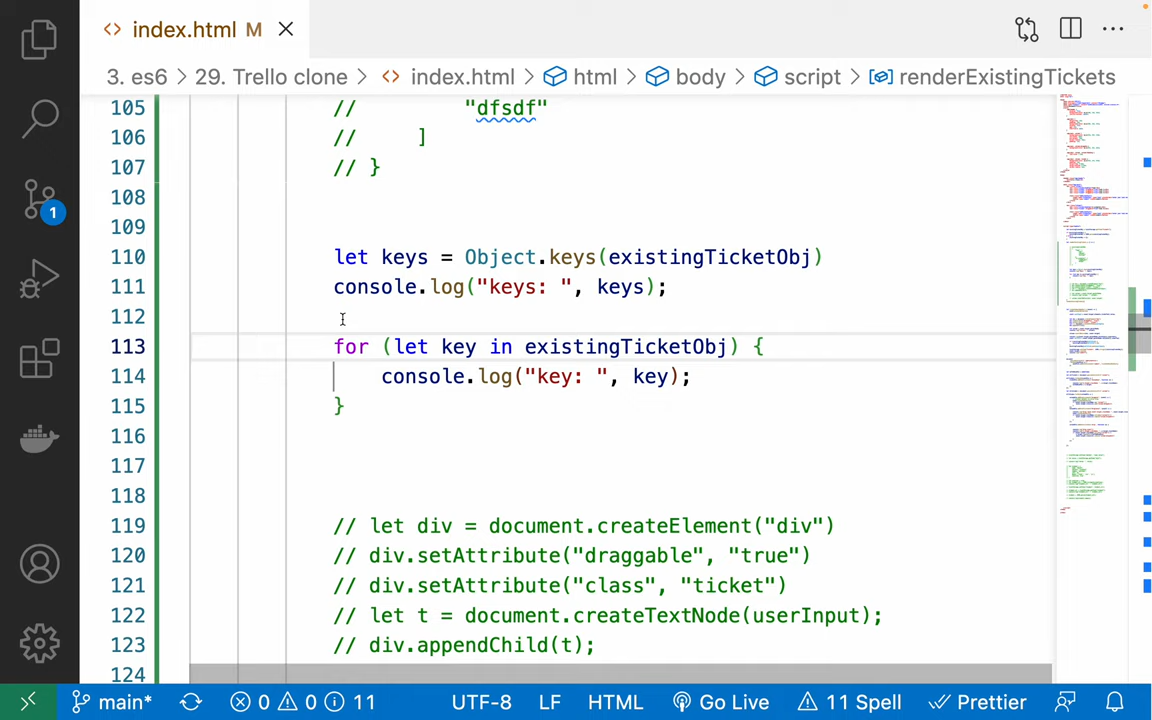 index.html M
3. es6 > 29. Trello clone > index.html > html > body > script > renderExistingTickets
105 // "dfsdf"
106 // ]
107 // }
108
109
110 let keys = Object.keys(existingTicketObj)
111 console.log("keys: ", keys);
112
113 for (let key in existingTicketObj) {
114 console.log("key: ", key);
115 }
116
117
118
119 // let div = document.createElement("div")
120 // div.setAttribute("draggable", "true")
121 // div.setAttribute("class", "ticket")
122 // let t = document.createTextNode(userInput);
123 // div.appendChild(t);
124
1
main* 0 0 11 UTF-8 LF HTML Go Live 11 Spell Prettier